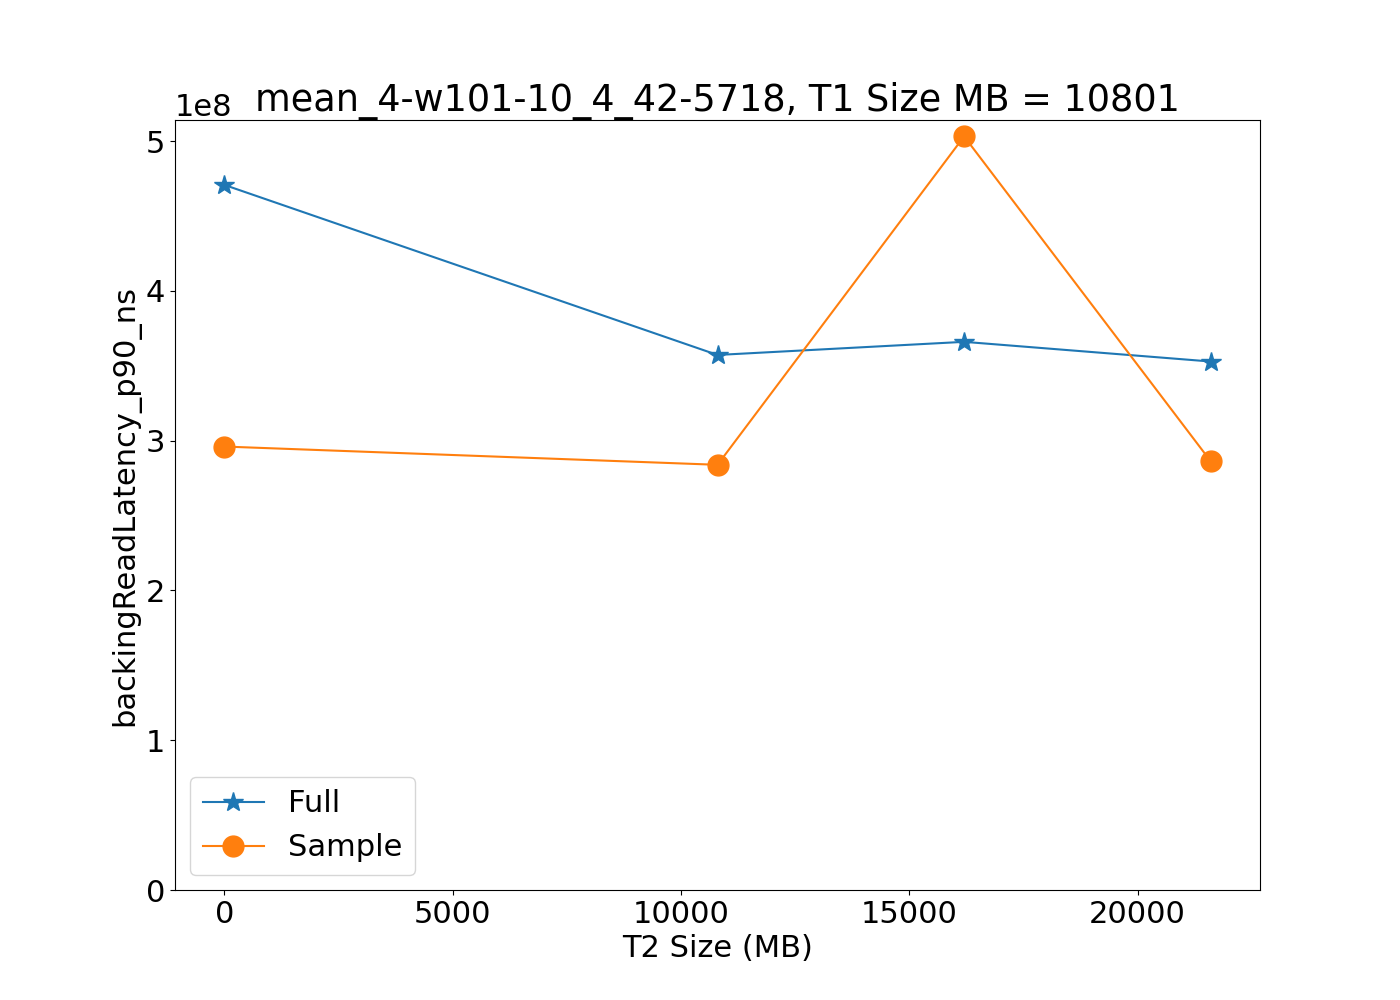 1e8
mean_4-w101-10_4_42-5718, T1 Size MB = 10801
backingReadLatency_p90_ns
5
4
3
2
1
0
Full
Sample
0 5000 10000 15000 20000
T2 Size (MB)